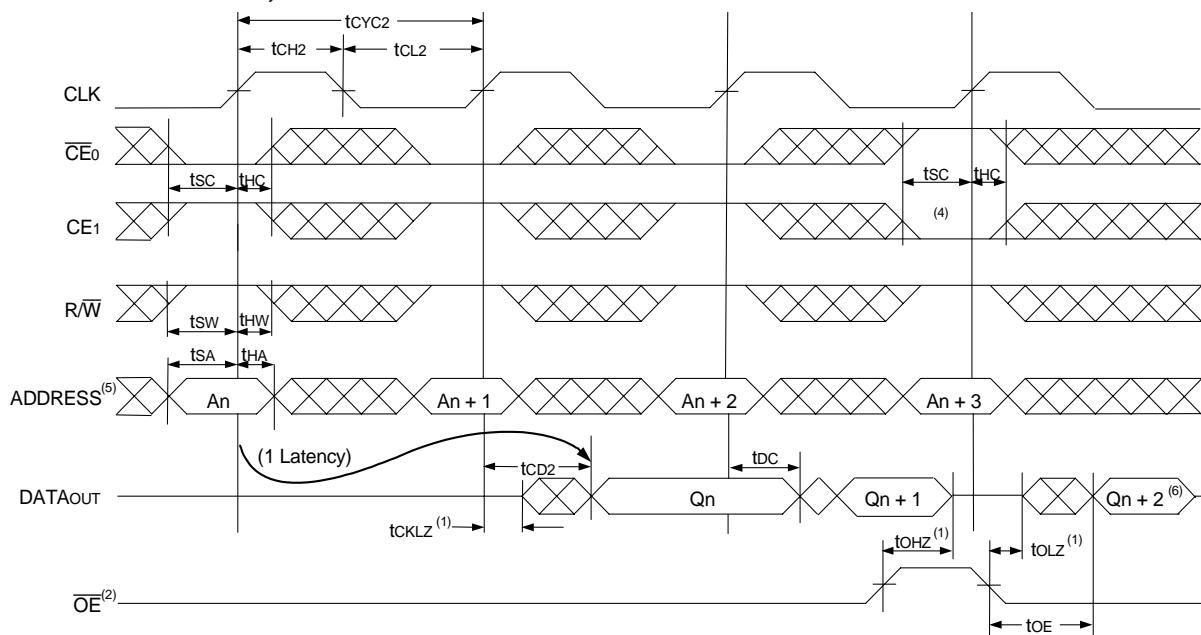 tCYC2
tCH2 tCL2
CLK
CE0
tSC tHC tSC tHC
CE1 (4)
R/W
tSW tHW
tSA tHA
ADDRESS(5) An An + 1 An + 2 An + 3
(1 Latency) tCD2 tDC
DATAOUT Qn Qn + 1 Qn + 2(6)
tCKLZ(1) tOHZ(1) tOLZ(1)
OE(2)
tOE